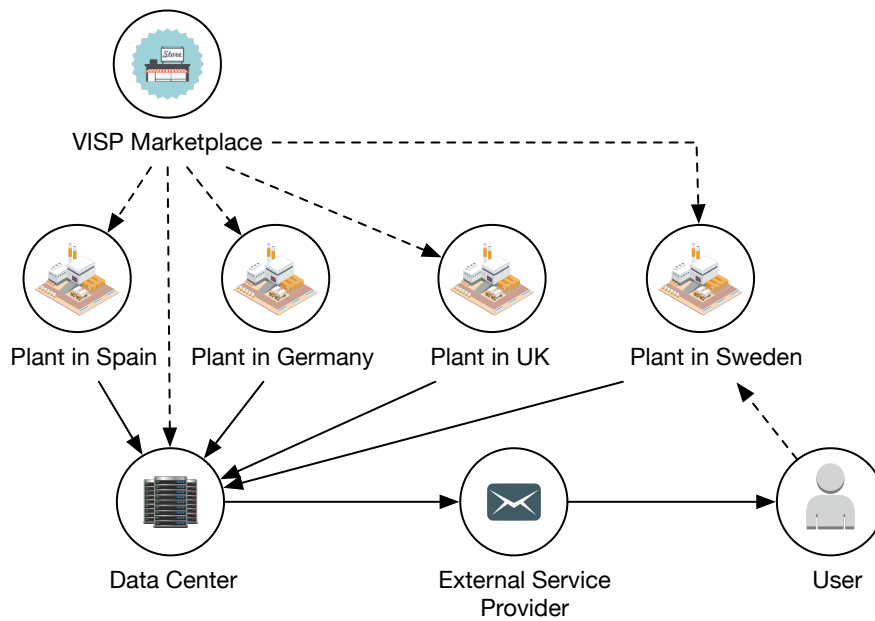 Store
VISP Marketplace
Plant in Spain
Plant in Germany
Plant in UK
Plant in Sweden
Data Center
External Service
Provider
User